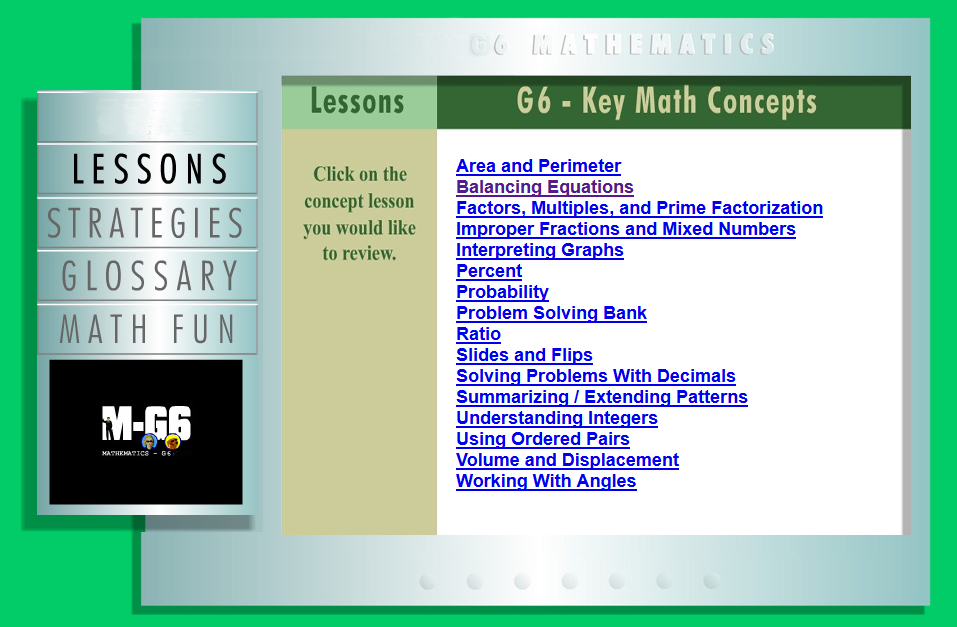 G6 MATHEMATICS
LESSONS
STRATEGIES
GLOSSARY
MATH FUN
M-G6
MATHEMATICS - G6
Lessons
Click on the
concept lesson
you would like
to review.
G6 - Key Math Concepts
Area and Perimeter
Balancing Equations
Factors, Multiples, and Prime Factorization
Improper Fractions and Mixed Numbers
Interpreting Graphs
Percent
Probability
Problem Solving Bank
Ratio
Slides and Flips
Solving Problems With Decimals
Summarizing / Extending Patterns
Understanding Integers
Using Ordered Pairs
Volume and Displacement
Working With Angles